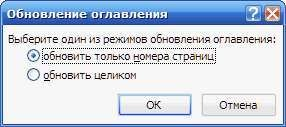 Обновление оглавления
Выберите один из режимов обновления оглавления:
обновить только номера страниц
обновить целиком
ОК
Отмена